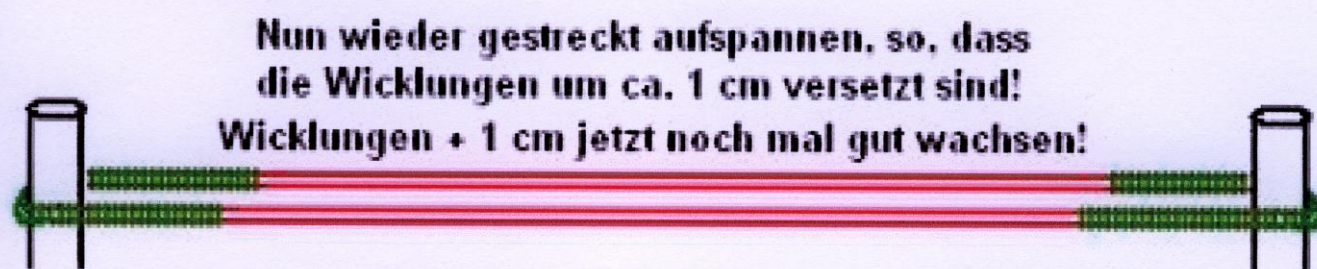 Nun wieder gestreckt aufspannen, so, dass
die Wicklungen um ca. 1 cm versetzt sind!
Wicklungen + 1 cm jetzt noch mal gut wachsen!